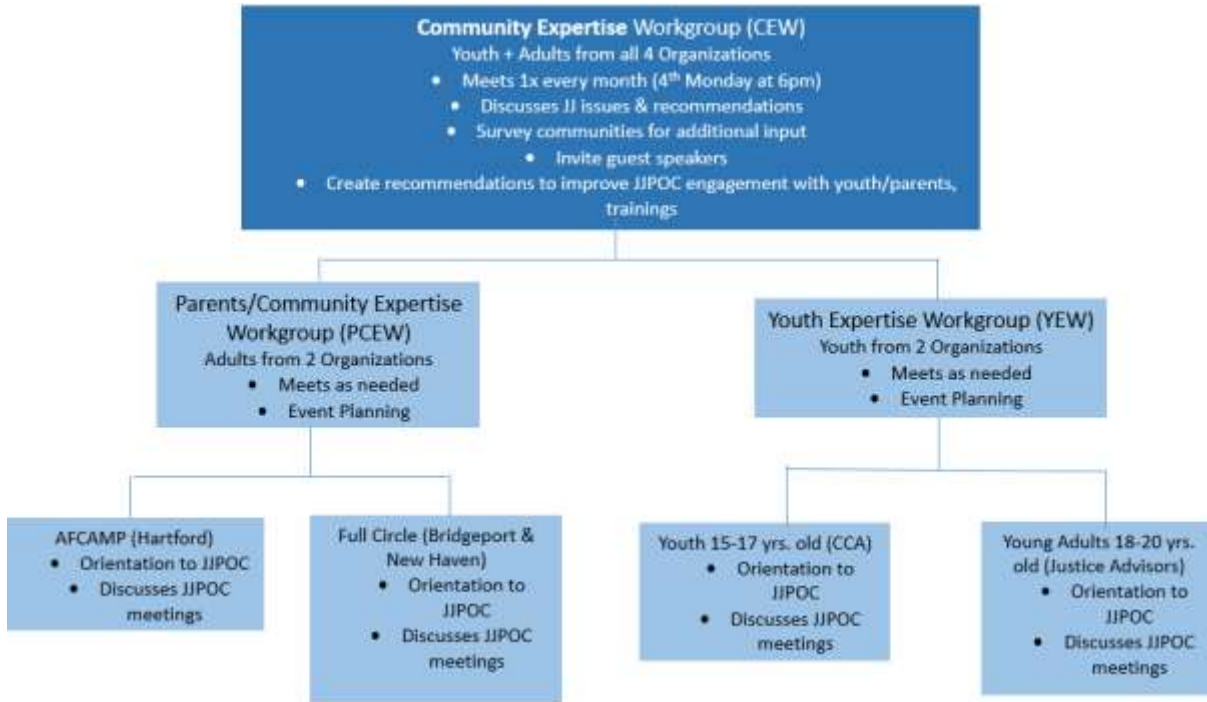 Community Expertise Workgroup (CEW)
Youth + Adults from all 4 Organizations
• Meets 1x every month (4th Monday at 6pm)
• Discusses JJ issues & recommendations
• Survey communities for additional input
• Invite guest speakers
• Create recommendations to improve JJPOC engagement with youth/parents,
trainings
Parents/Community Expertise
Workgroup (PCEW)
Adults from 2 Organizations
• Meets as needed
• Event Planning
Youth Expertise Workgroup (YEW)
Youth from 2 Organizations
• Meets as needed
• Event Planning
AFCAMP (Hartford)
• Orientation to JJPOC
• Discusses JJPOC
meetings
Full Circle (Bridgeport &
New Haven)
• Orientation to
JJPOC
• Discusses JJPOC
meetings
Youth 15-17 yrs. old (CCA)
• Orientation to
JJPOC
• Discusses JJPOC
meetings
Young Adults 18-20 yrs.
old (Justice Advisors)
• Orientation to
JJPOC
• Discusses JJPOC
meetings